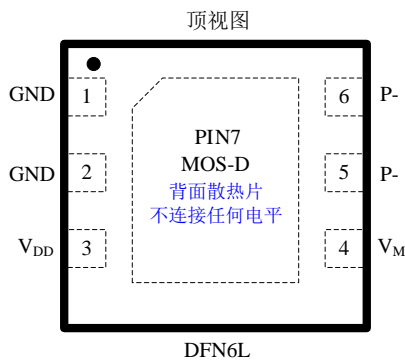 顶视图
GND 1 6 P-
PIN7
MOS-D
GND 2 5 P-
背面散热片
不连接任何电平
VDD 3 4 VM
DFN6L